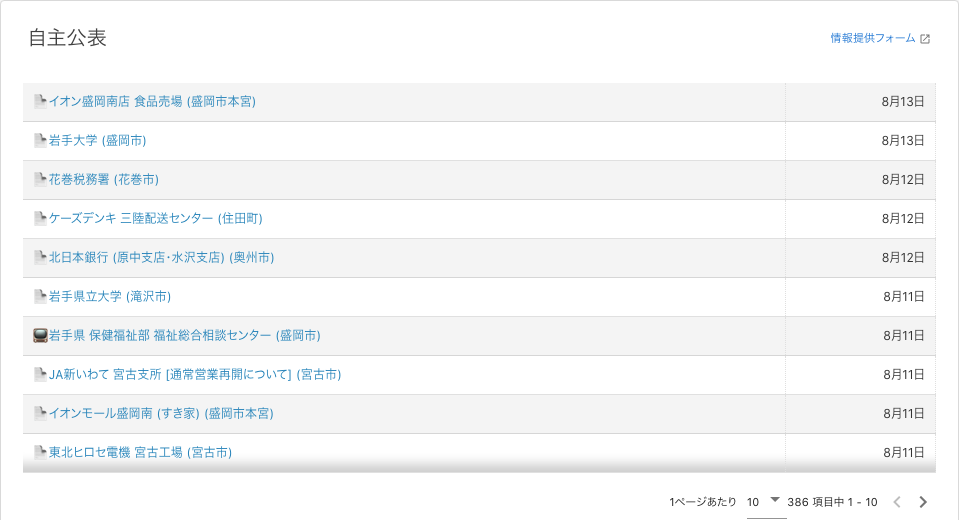 自主公表
情報提供フォーム
イオン盛岡南店 食品売場 (盛岡市本宮) 8月13日
岩手大学 (盛岡市) 8月13日
花巻税務署 (花巻市) 8月12日
ケーズデンキ 三陸配送センター (住田町) 8月12日
北日本銀行 (原中支店・水沢支店) (奥州市) 8月12日
岩手県立大学 (滝沢市) 8月11日
岩手県 保健福祉部 福祉総合相談センター (盛岡市) 8月11日
JA新いわて 宮古支所 [通常営業再開について] (宮古市) 8月11日
イオンモール盛岡南 (すき家) (盛岡市本宮) 8月11日
東北ヒロセ電機 宮古工場 (宮古市) 8月11日
1ページあたり 10 386 項目中 1 - 10